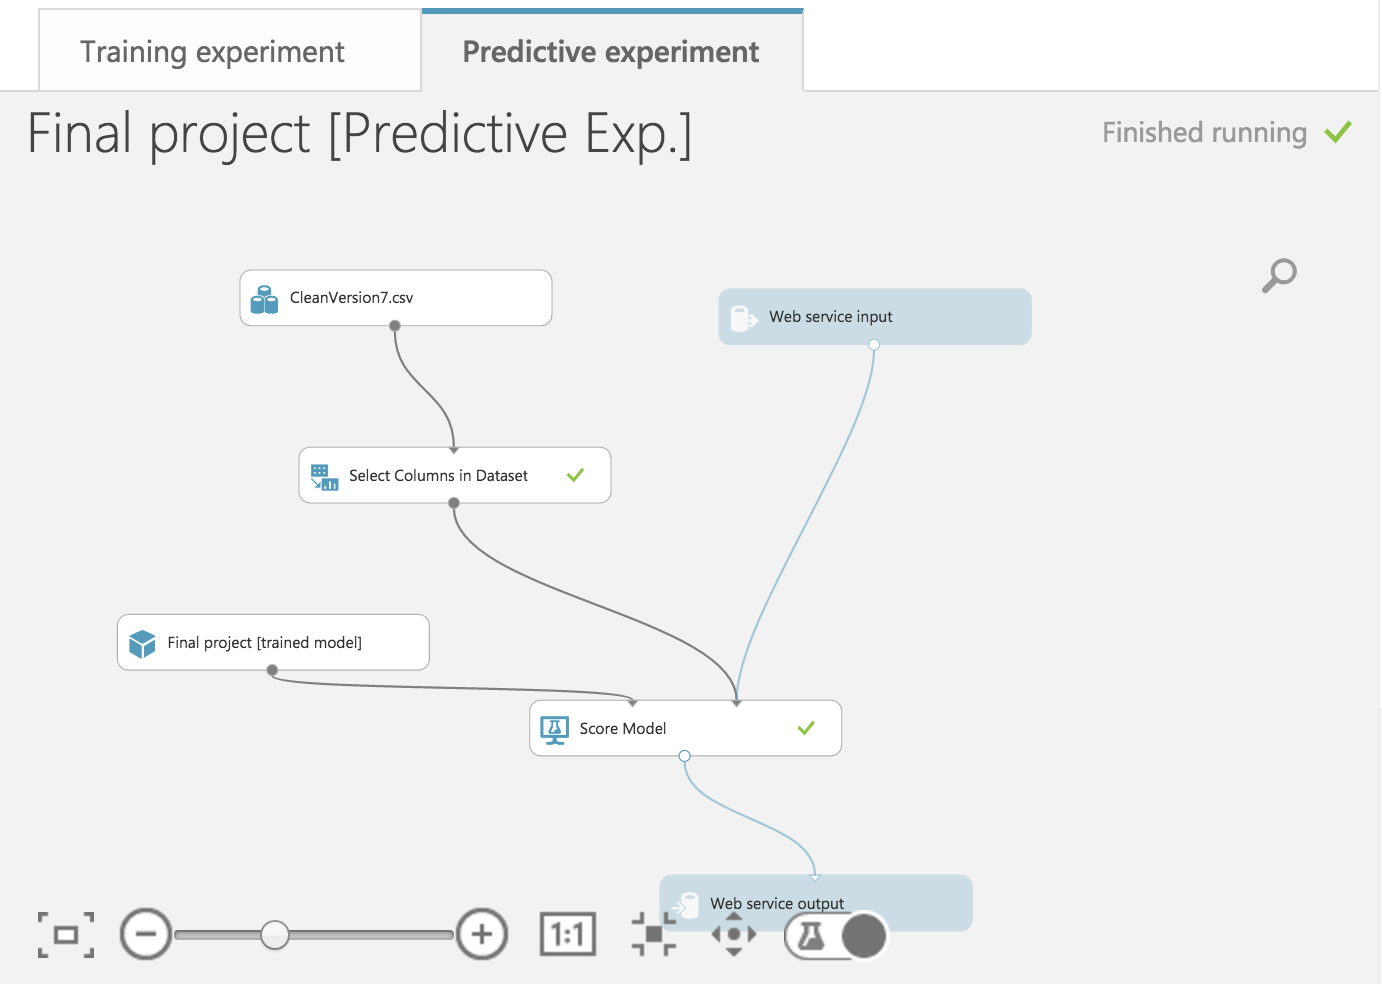 Training experiment
Predictive experiment
Final project [Predictive Exp.]
Finished running
CleanVersion7.csv
Web service input
Select Columns in Dataset
Final project [trained model]
Score Model
Web service output
1:1